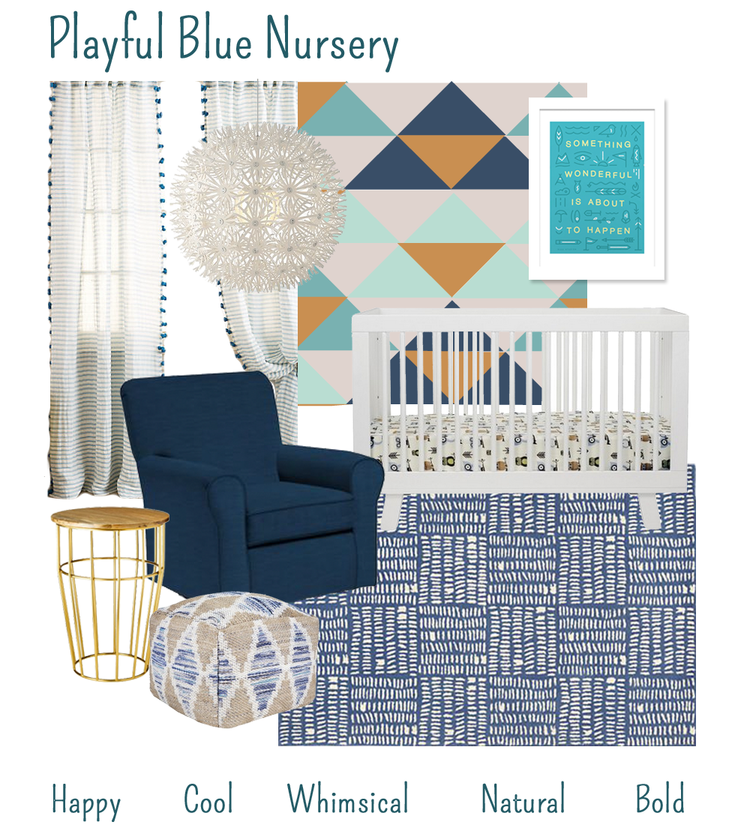 Playful Blue Nursery
SOMETHING
WONDERFUL
IS ABOUT
TO HAPPEN
Happy Cool Whimsical Natural Bold